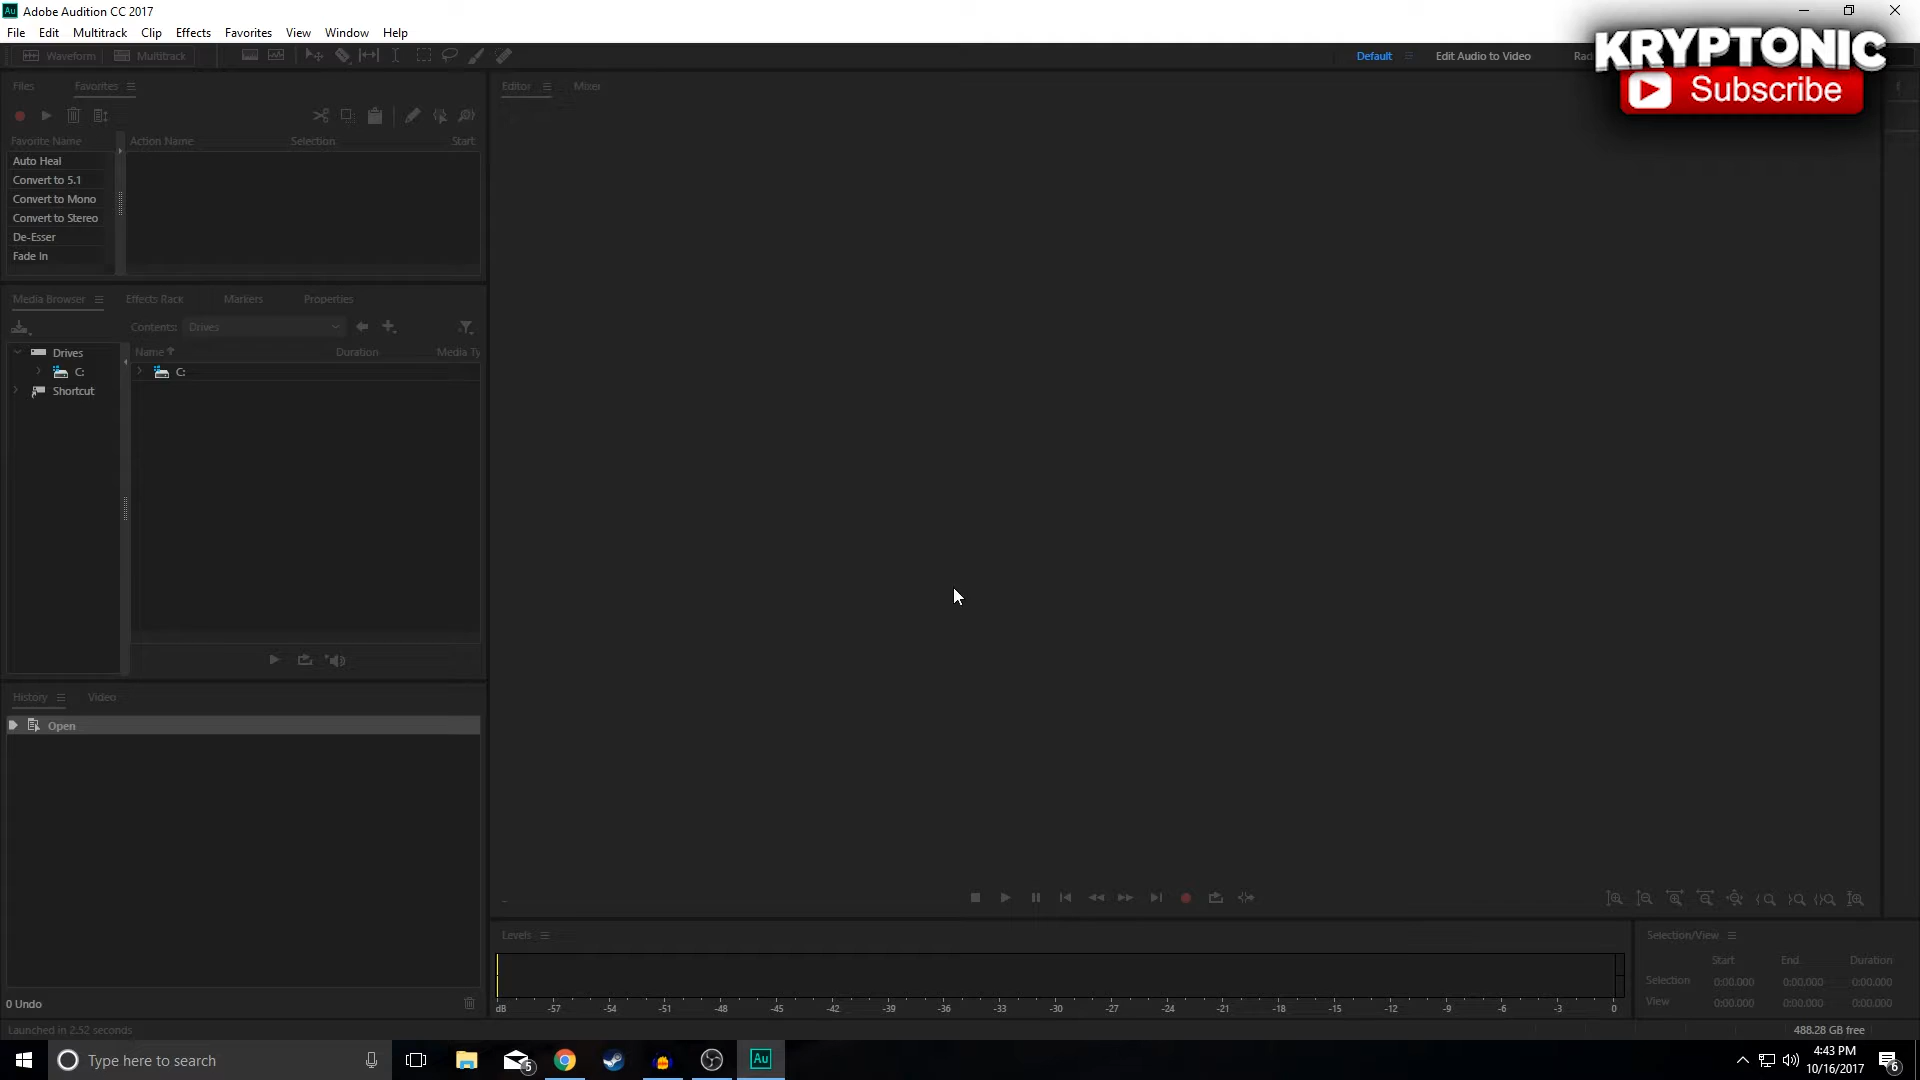 Adobe Audition CC 2017
File Edit Multitrack Clip Effects Favorites View Window Help
Waveform Multitrack Default Edit Audio to Video Rad
KRYPTONIC
Subscribe
Files Favorites
Editor Mixer
Favorite Name Action Name Selection Start
Auto Heal
Convert to 5.1
Convert to Mono
Convert to Stereo
De-Esser
Fade In
Media Browser Effects Rack Markers Properties
Contents: Drives
Drives
C:
Shortcut
Name Duration Media Ty
C:
History Video
Open
0 Undo
Launched in 2.52 seconds
Levels
dB -57 -54 -51 -48 -45 -42 -39 -36 -33 -30 -27 -24 -21 -18 -15 -12 -9 -6 -3 0
Selection/View
Start End Duration
Selection 0:00.000 0:00.000 0:00.000
View 0:00.000 0:00.000 0:00.000
488.28 GB free
Type here to search
5
Au
4:43 PM
10/16/2017
6